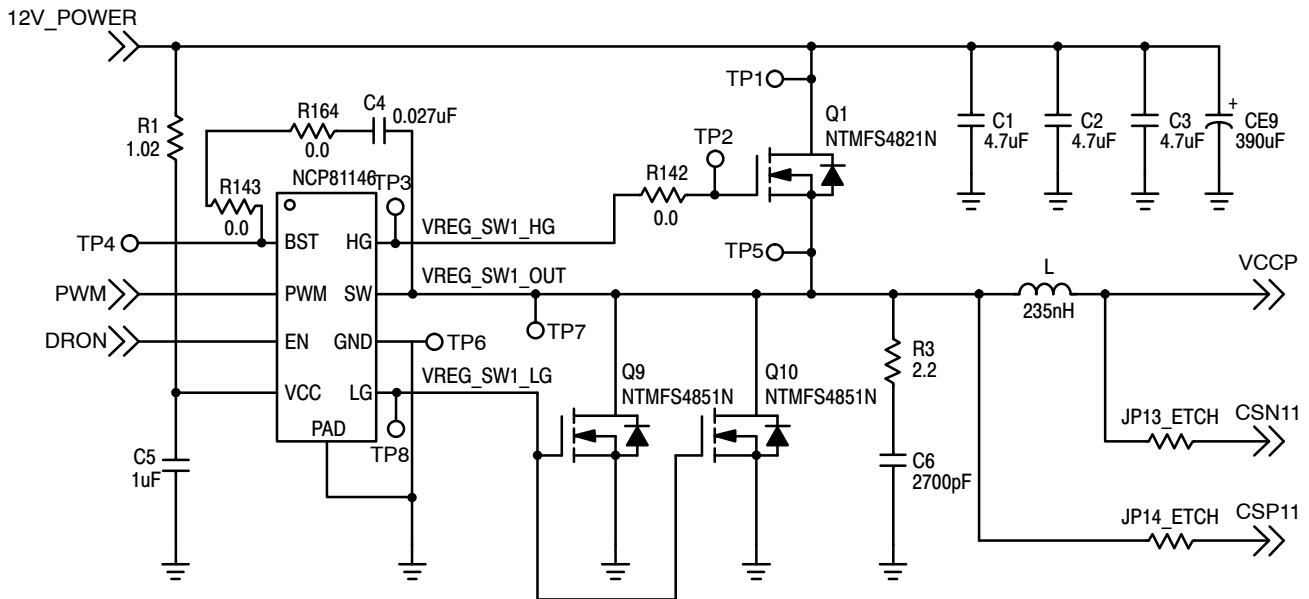 12V_POWER
TP1
R1
1.02
R164
0.0
C4
0.027uF
Q1
NTMFS4821N
C1
4.7uF
C2
4.7uF
C3
4.7uF
+
CE9
390uF
R143
0.0
NCP81146
TP3
TP2
R142
0.0
TP4
BST
HG
VREG_SW1_HG
TP5
PWM
PWM
SW
VREG_SW1_OUT
TP7
L
235nH
VCCP
DRON
EN
GND
TP6
VCC
LG
VREG_SW1_LG
TP8
PAD
Q9
NTMFS4851N
Q10
NTMFS4851N
R3
2.2
C5
1uF
C6
2700pF
JP13_ETCH
CSN11
JP14_ETCH
CSP11